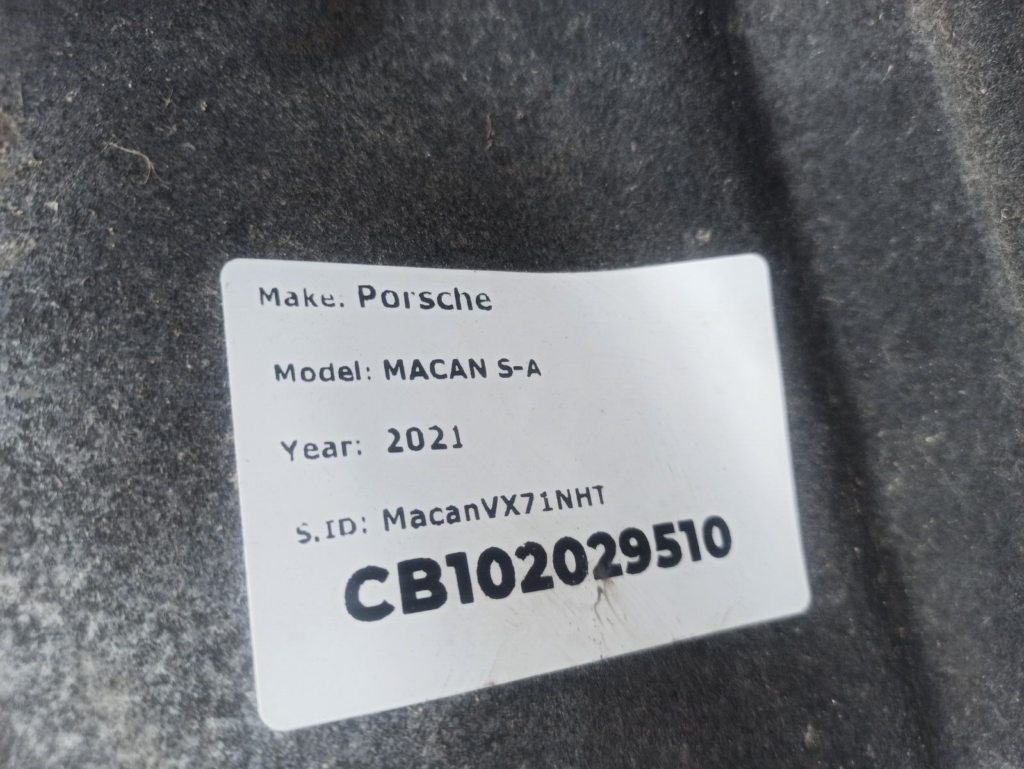 Make: Porsche
Model: MACAN S-A
Year: 2021
S.ID: MacanVX71NHT
CB102029510